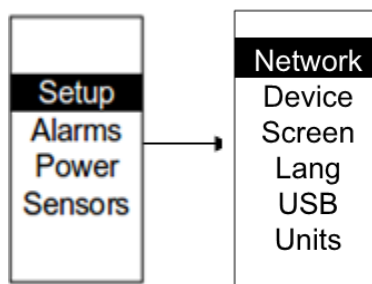 Setup
Alarms
Power
Sensors
Network
Device
Screen
Lang
USB
Units